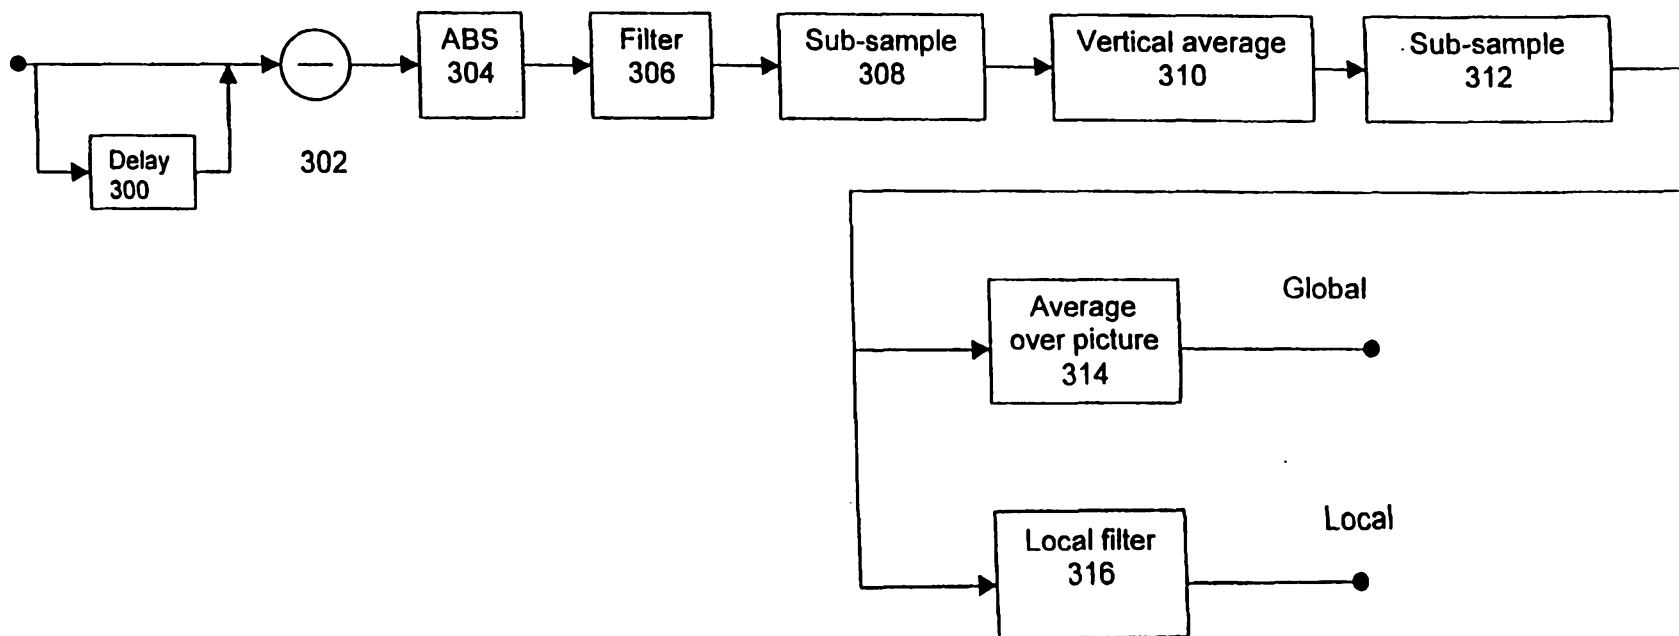 ABS
304
Filter
306
Sub-sample
308
Vertical average
310
Sub-sample
312
Delay
300
302
Average
over picture
314
Global
Local filter
316
Local